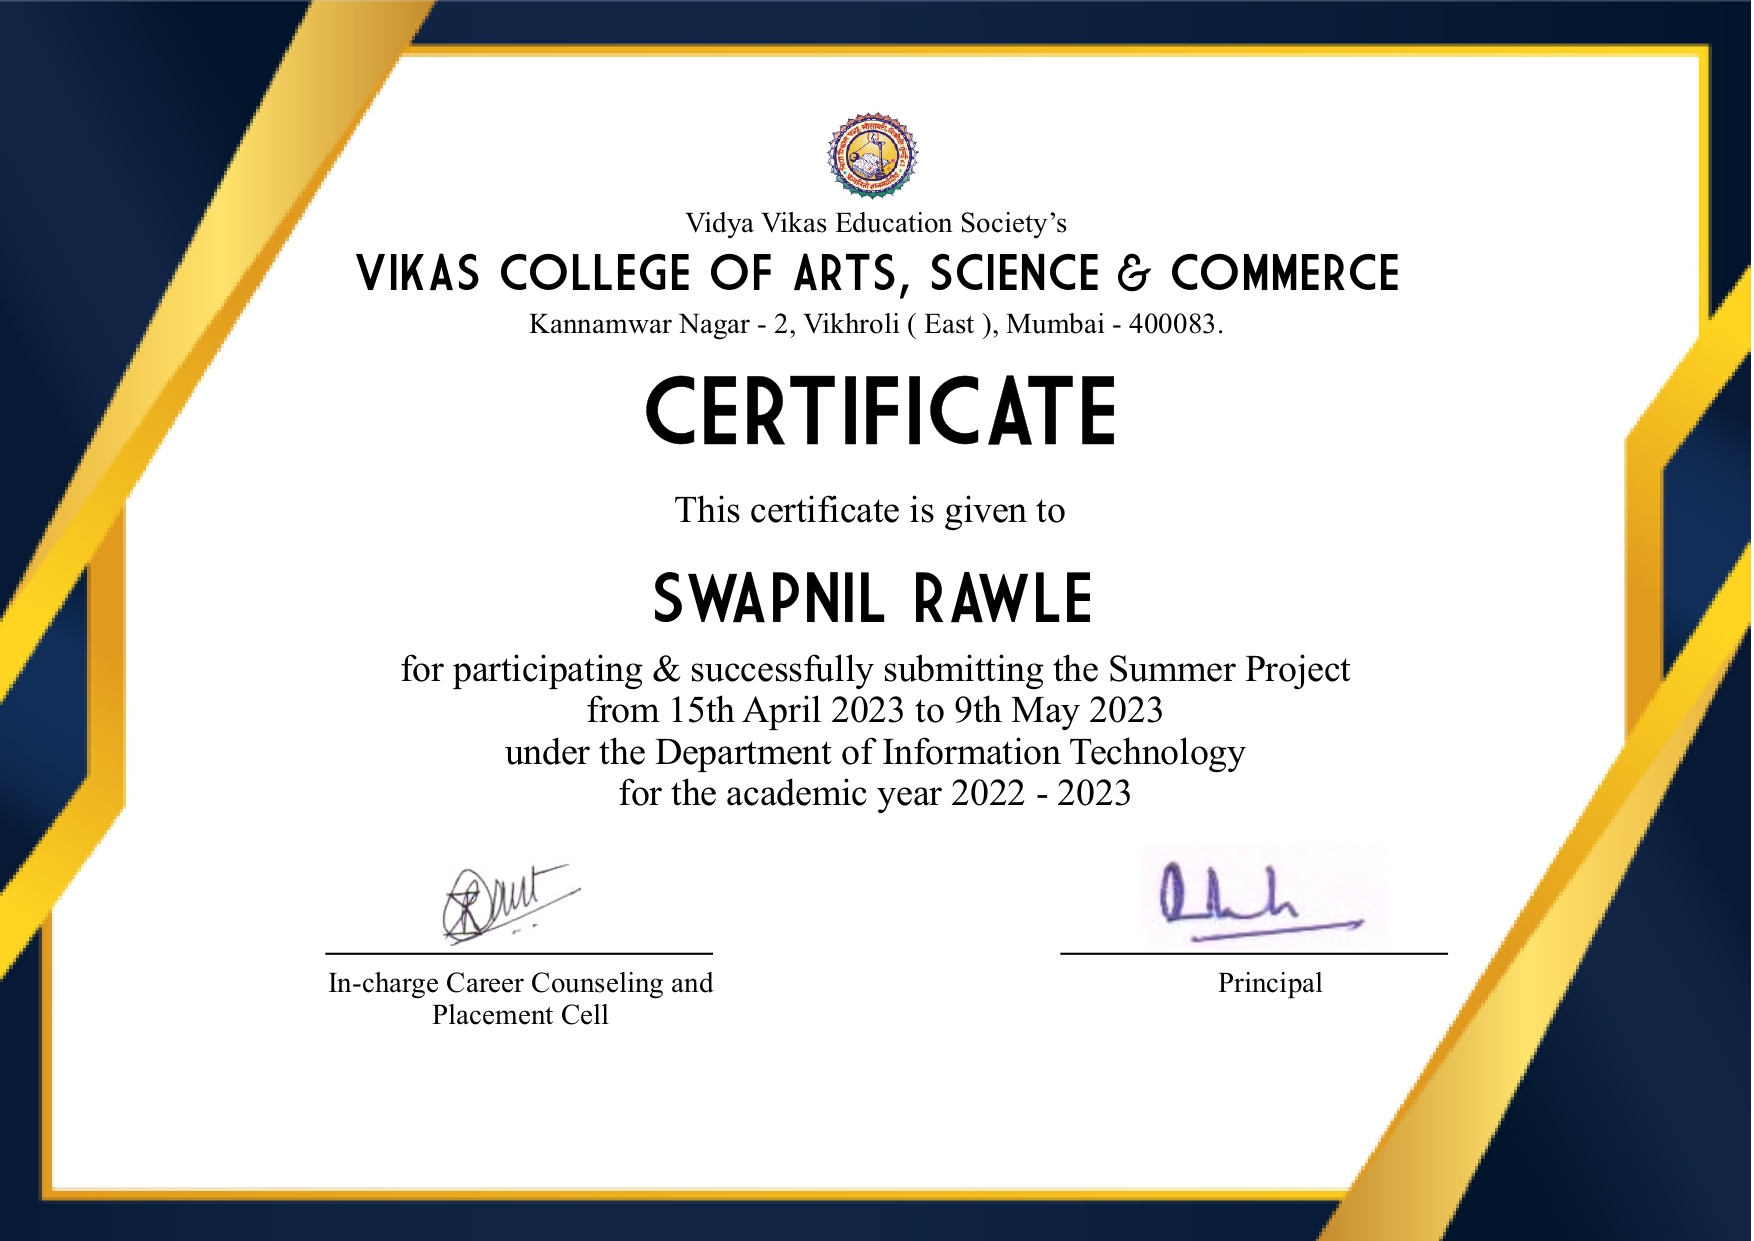 Vidya Vikas Education Society’s
VIKAS COLLEGE OF ARTS, SCIENCE & COMMERCE
Kannamwar Nagar - 2, Vikhroli ( East ), Mumbai - 400083.
CERTIFICATE
This certificate is given to
SWAPNIL RAWLE
for participating & successfully submitting the Summer Project
from 15th April 2023 to 9th May 2023
under the Department of Information Technology
for the academic year 2022 - 2023
In-charge Career Counseling and
Placement Cell
Principal